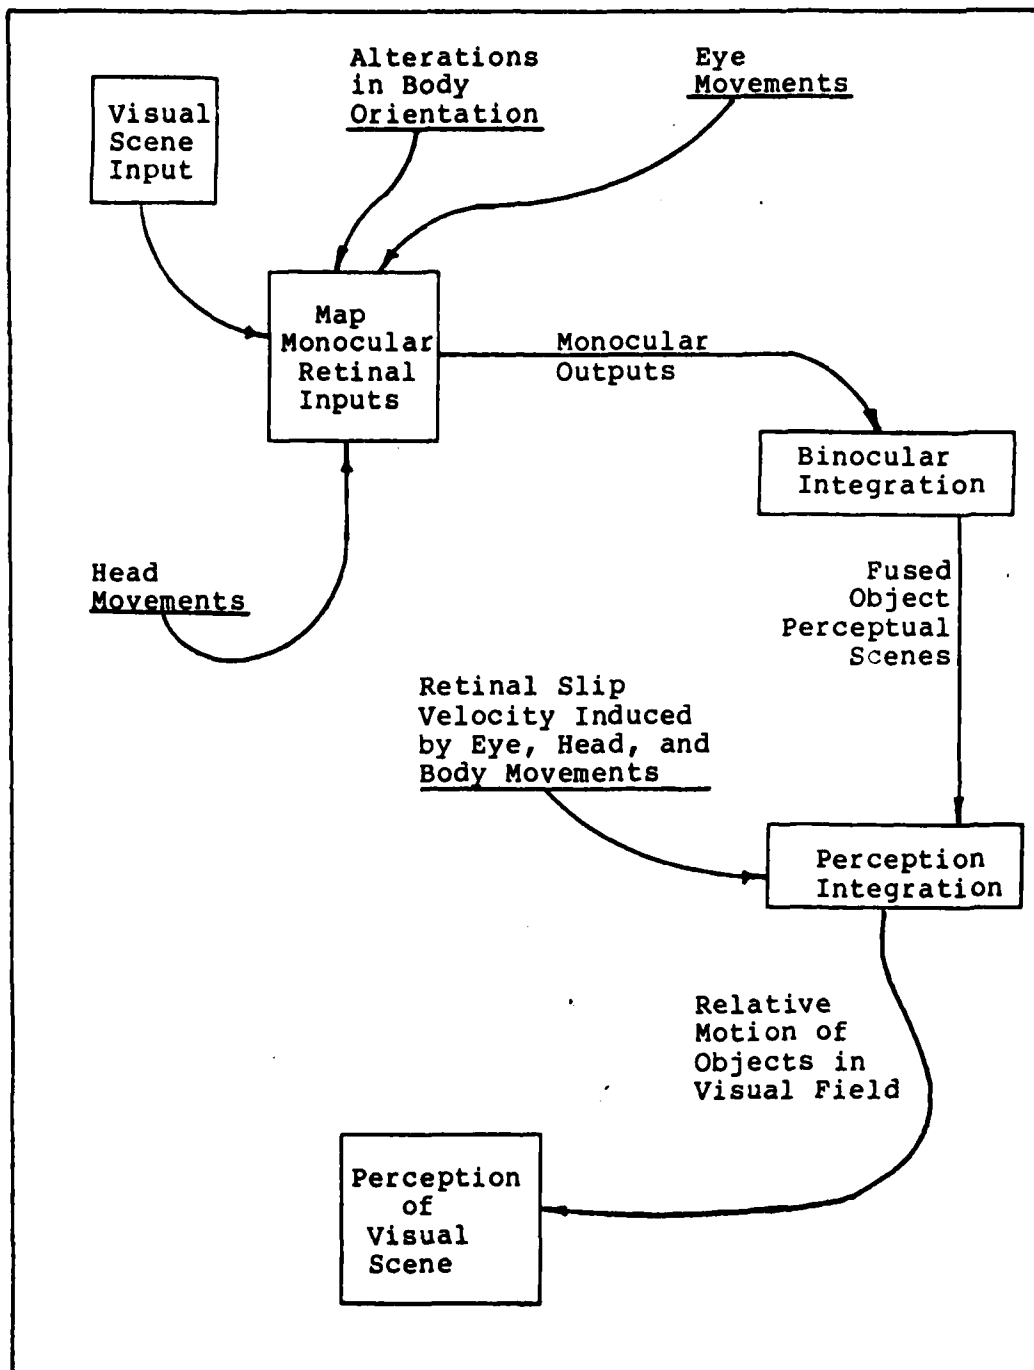 Visual
Scene
Input
Alterations
in Body
Orientation
Eye
Movements
Map
Monocular
Retinal
Inputs
Monocular
Outputs
Binocular
Integration
Head
Movements
Fused
Object
Perceptual
Scenes
Retinal Slip
Velocity Induced
by Eye, Head, and
Body Movements
Perception
Integration
Relative
Motion of
Objects in
Visual Field
Perception
of
Visual
Scene